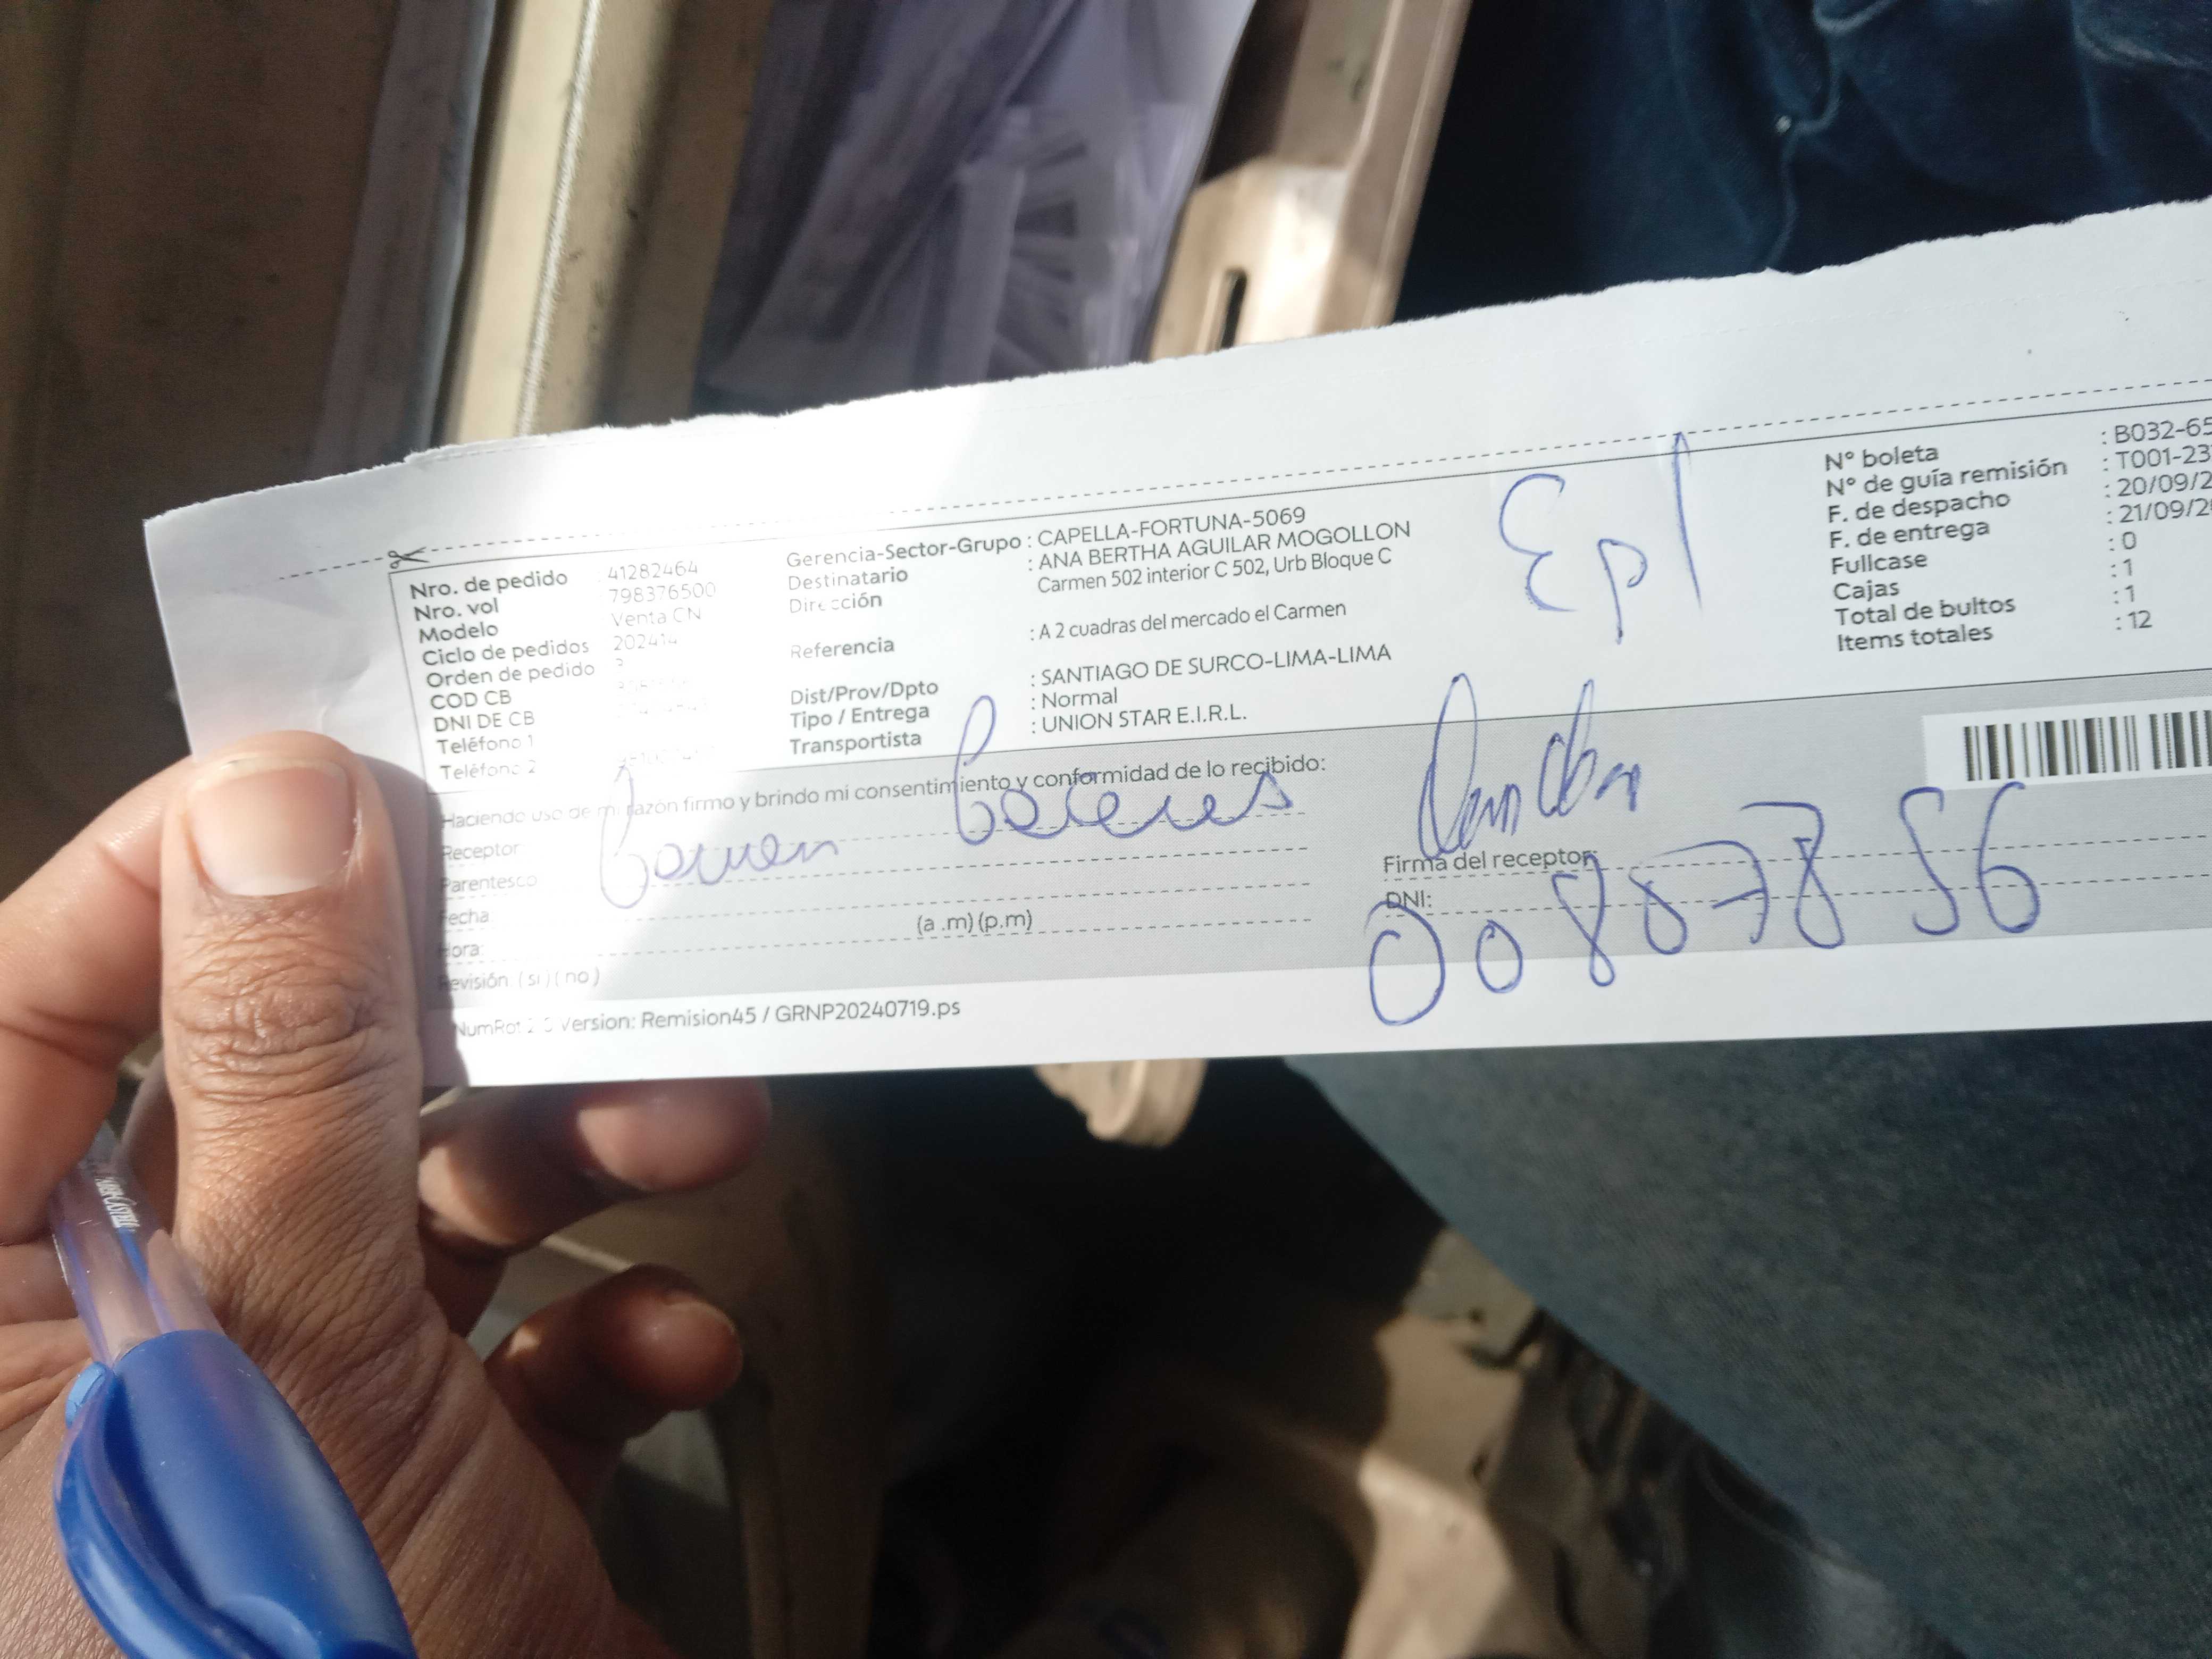 Nro. de pedido : 41282464
Nro. vol 798376500
Modelo Venta CN
Ciclo de pedidos 202414
Orden de pedido
COD CB
DNI DE CB
Teléfono 1
Teléfono 2
Gerencia-Sector-Grupo : CAPELLA-FORTUNA-5069
Destinatario : ANA BERTHA AGUILAR MOGOLLON
Dirección Carmen 502 interior C 502, Urb Bloque C
Referencia : A 2 cuadras del mercado el Carmen
Dist/Prov/Dpto : SANTIAGO DE SURCO-LIMA-LIMA
Tipo / Entrega : Normal
Transportista : UNION STAR E.I.R.L.
Epl
N° boleta : B032-65
N° de guía remisión : T001-23
F. de despacho : 20/09/2
F. de entrega : 21/09/2
Fullcase : 0
Cajas : 1
Total de bultos : 1
Items totales : 12
Haciendo uso de mi razón firmo y brindo mi consentimiento y conformidad de lo recibido:
Receptor Carmen Caceres
Parentesco
Fecha
Hora: (a .m) (p.m)
Revisión ( si ) ( no )
Firma del receptor:
DNI: 00807856
NumRot 2.0 Version: Remision45 / GRNP20240719.ps